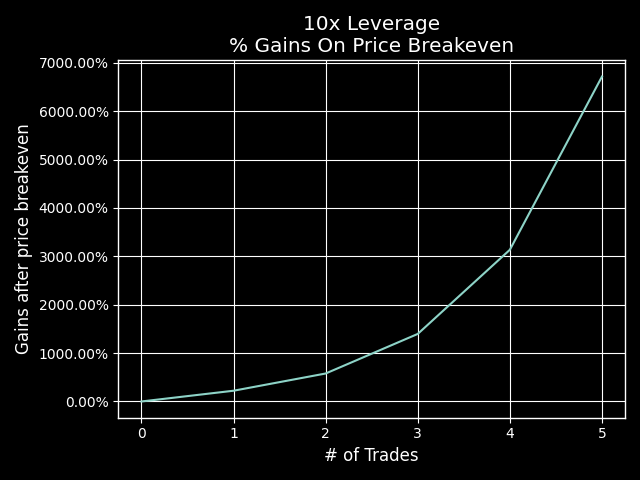 10x Leverage
% Gains On Price Breakeven
Gains after price breakeven
7000.00%
6000.00%
5000.00%
4000.00%
3000.00%
2000.00%
1000.00%
0.00%
0 1 2 3 4 5
# of Trades